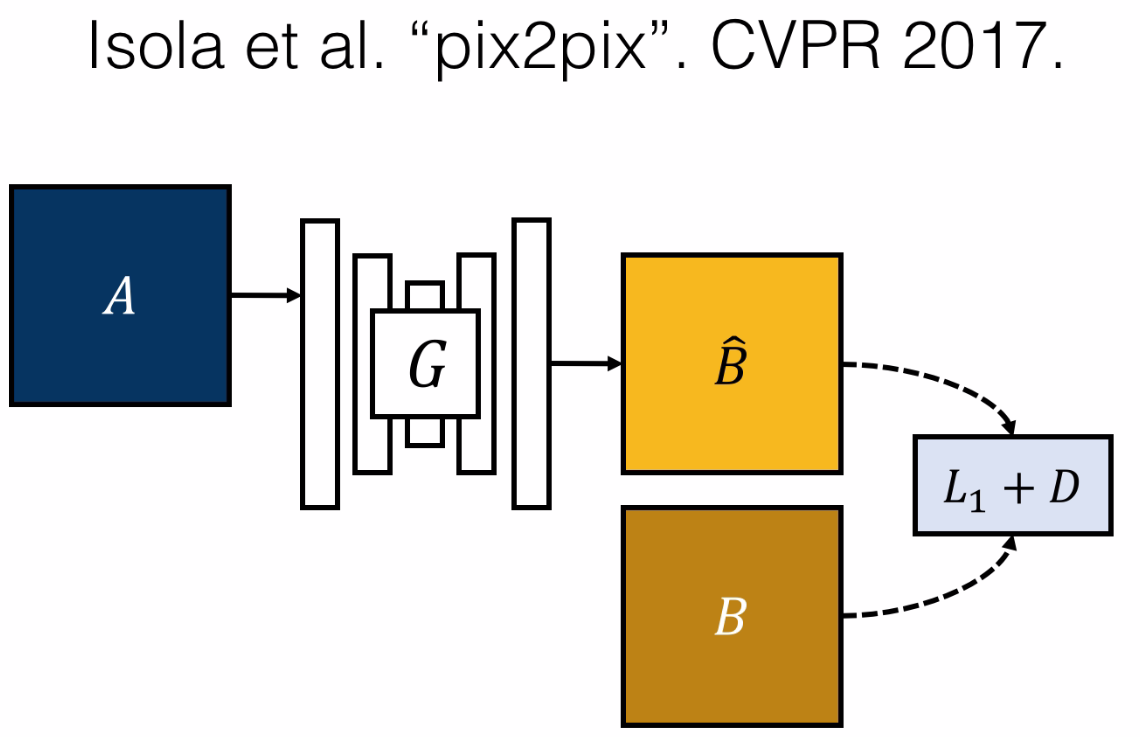 Isola et al. “pix2pix”. CVPR 2017.
A
G
B̂
B
L₁ + D